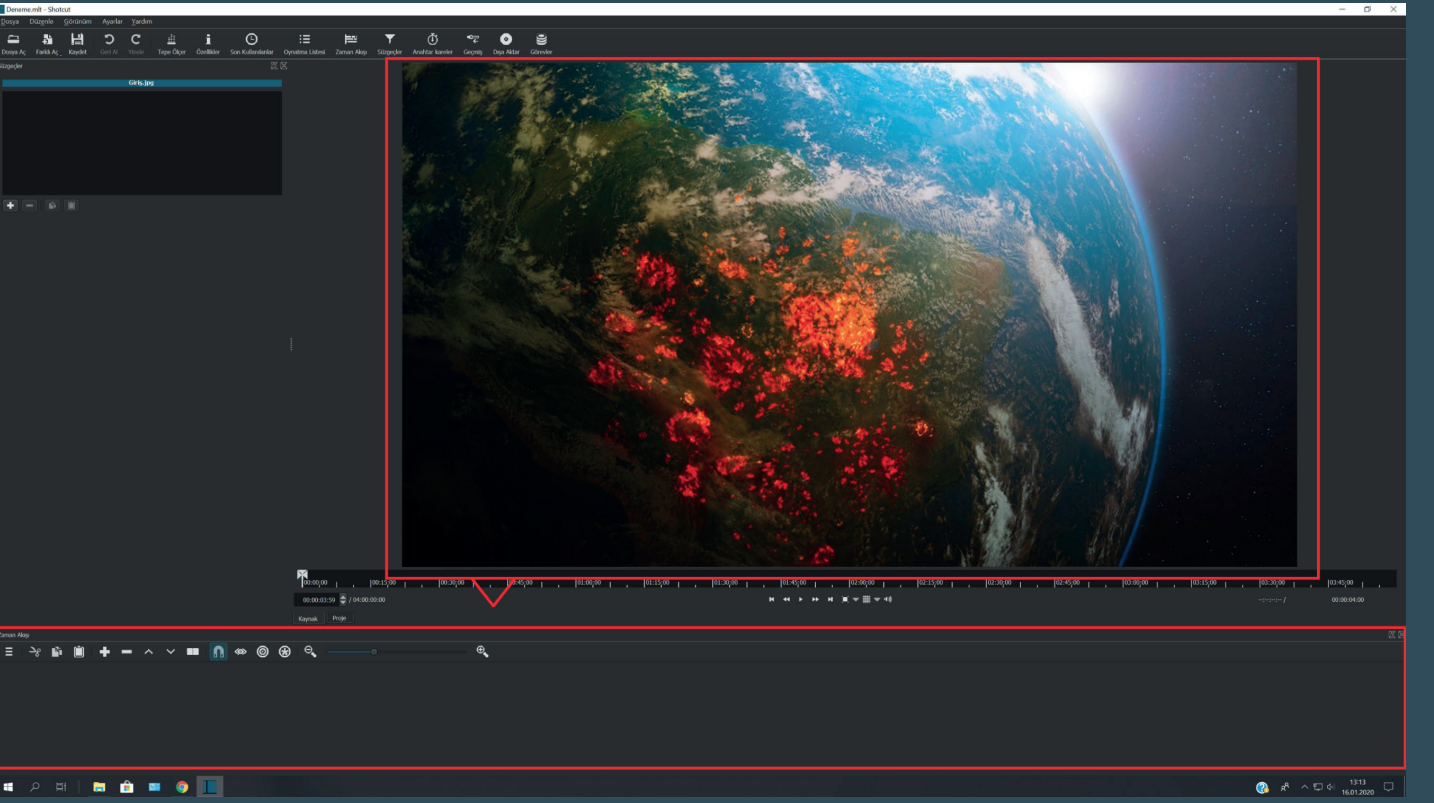 Deneme.mlt - Shotcut
Dosya Düzenle Görünüm Ayarlar Yardım
Dosya Aç Farklı Aç Kaydet Geri Al Yinele Tepe Ölçer Özellikler Son Kullanılanlar Oynatma Listesi Zaman Akışı Süzgeçler Anahtar kareler Geçmiş Dışa Aktar Görevler
Süzgeçler
Giriş.jpg
00:00;00 00:15;00 00:30;00 00:45;00 01:00;00 01:15;00 01:30;00 01:45;00 02:00;00 02:15;00 02:30;00 02:45;00 03:00;00 03:15;00 03:30;00 03:45;00
00:00:03:59 / 04:00:00:00 --:--:--:-- / 00:00:04:00
Kaynak Proje
Zaman Akışı
13:13
16.01.2020